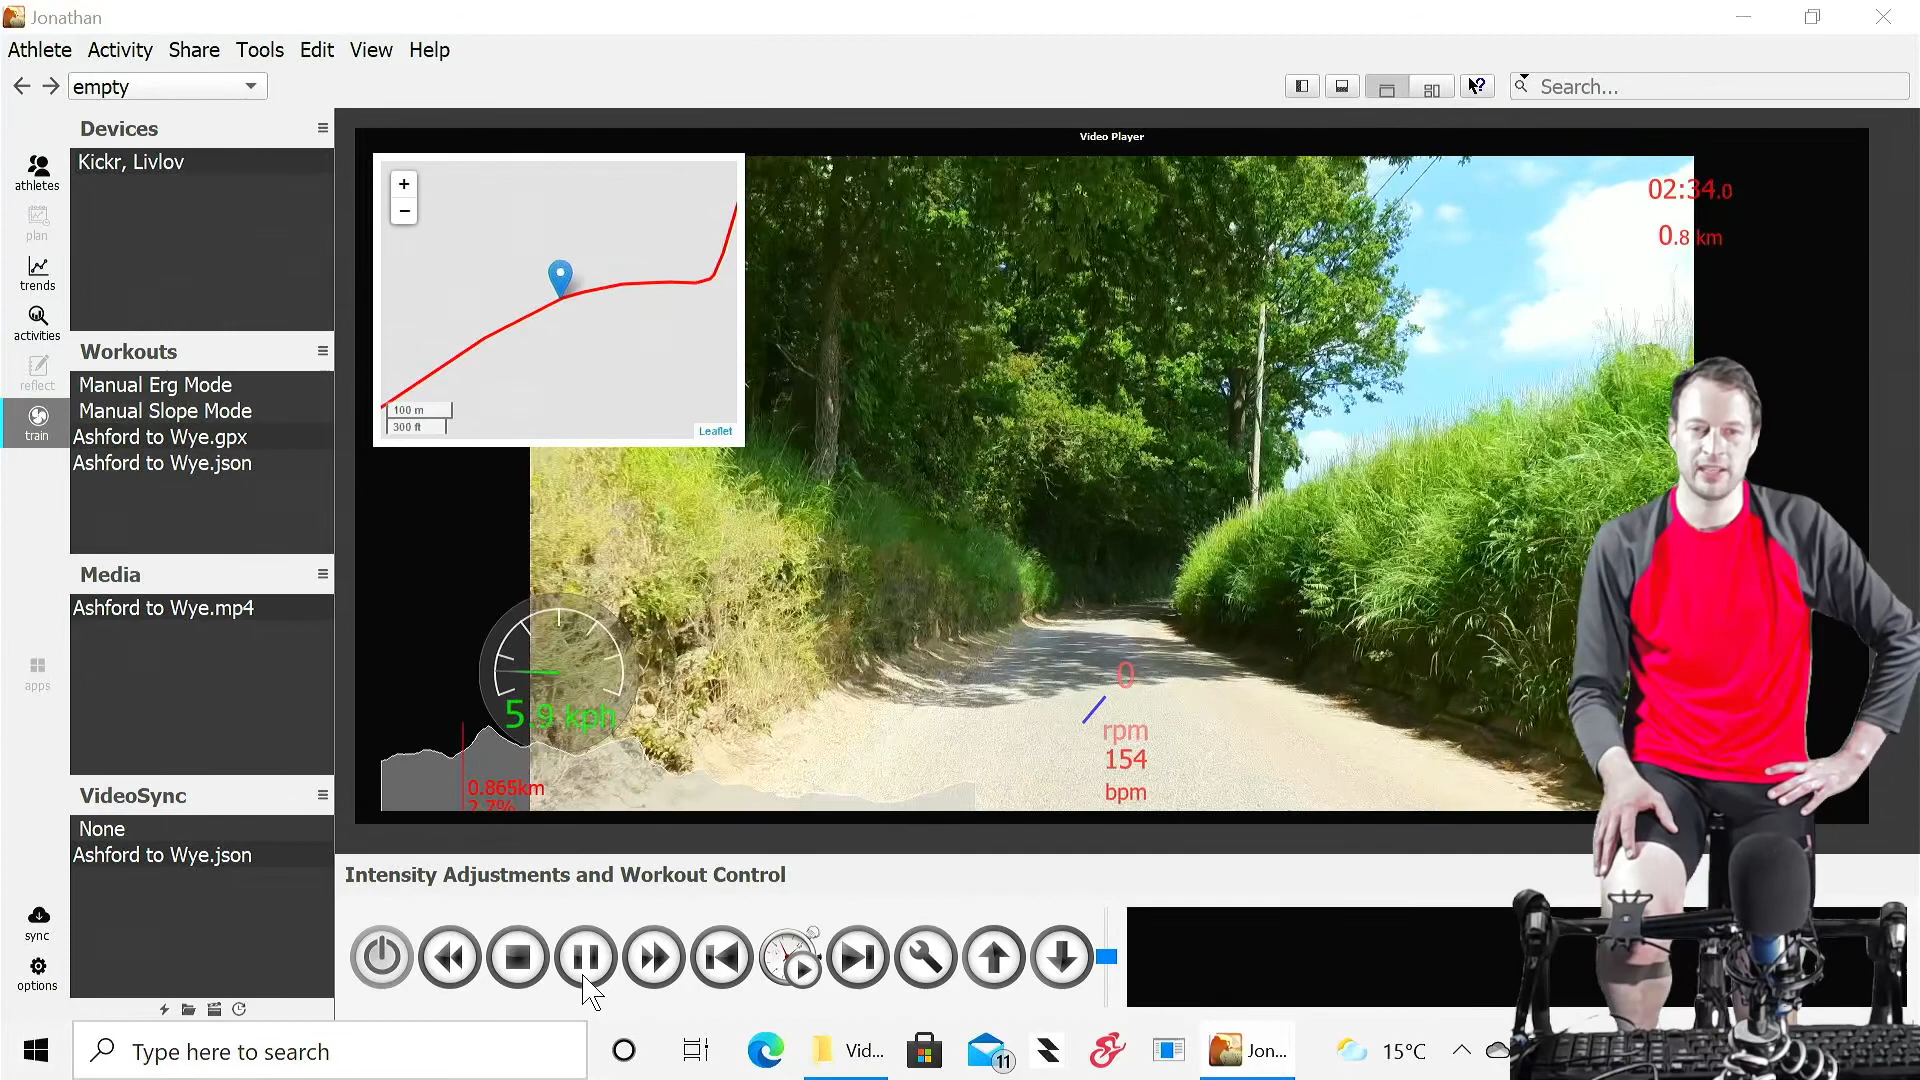 Jonathan
Athlete Activity Share Tools Edit View Help
empty
Search...
athletes
plan
trends
activities
reflect
train
apps
sync
options
Devices
Kickr, Livlov
Workouts
Manual Erg Mode
Manual Slope Mode
Ashford to Wye.gpx
Ashford to Wye.json
Media
Ashford to Wye.mp4
VideoSync
None
Ashford to Wye.json
Video Player
+
−
100 m
300 ft
Leaflet
02:34.0
0.8 km
5.9 kph
0.865km
2.7%
0
rpm
154
bpm
Intensity Adjustments and Workout Control
Type here to search
Vid...
11
Jon...
15°C